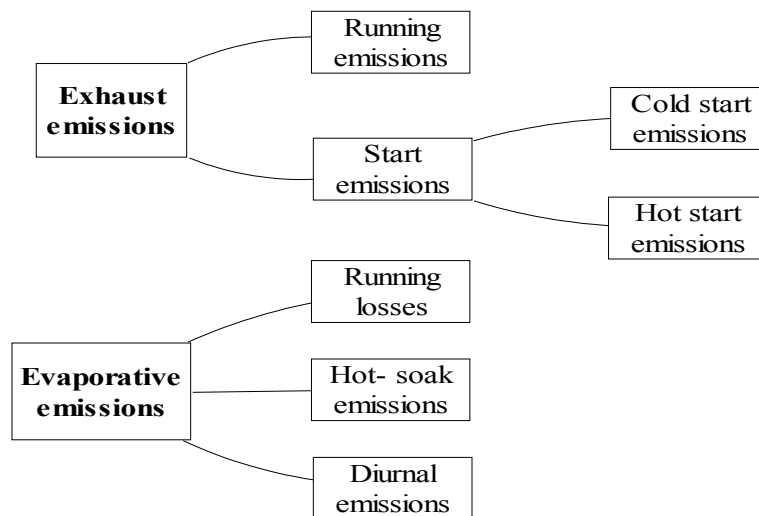 Running
emissions
Exhaust
emissions
Start
emissions
Cold start
emissions
Hot start
emissions
Running
losses
Evaporative
emissions
Hot- soak
emissions
Diurnal
emissions